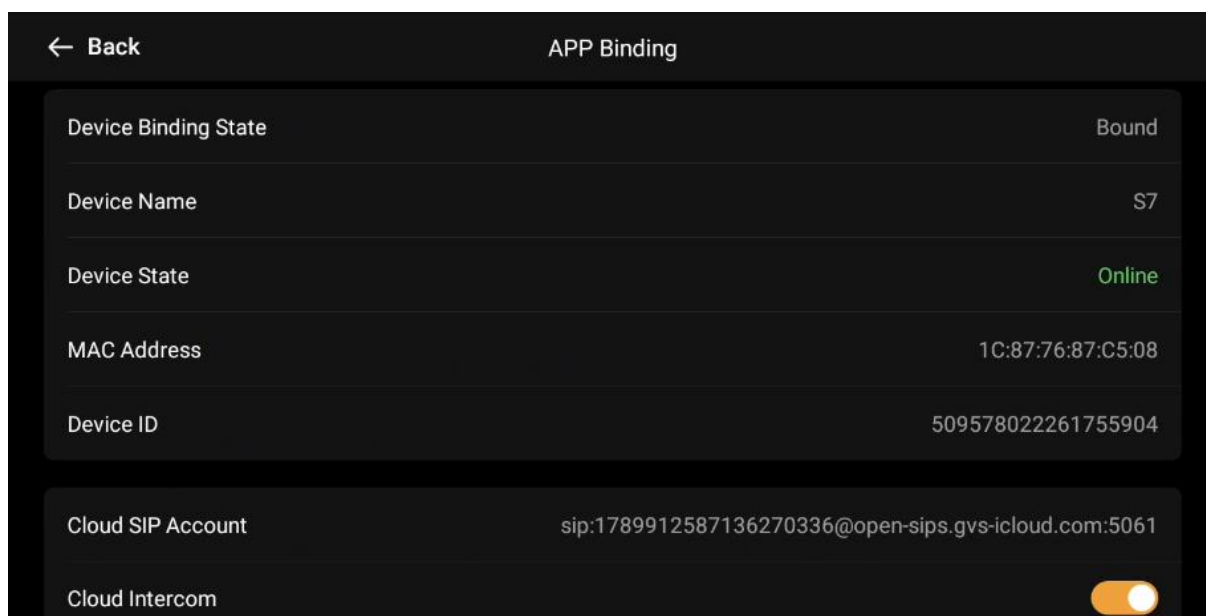 ← Back
APP Binding
Device Binding State Bound
Device Name S7
Device State Online
MAC Address 1C:87:76:87:C5:08
Device ID 509578022261755904
Cloud SIP Account sip:1789912587136270336@open-sips.gvs-icloud.com:5061
Cloud Intercom